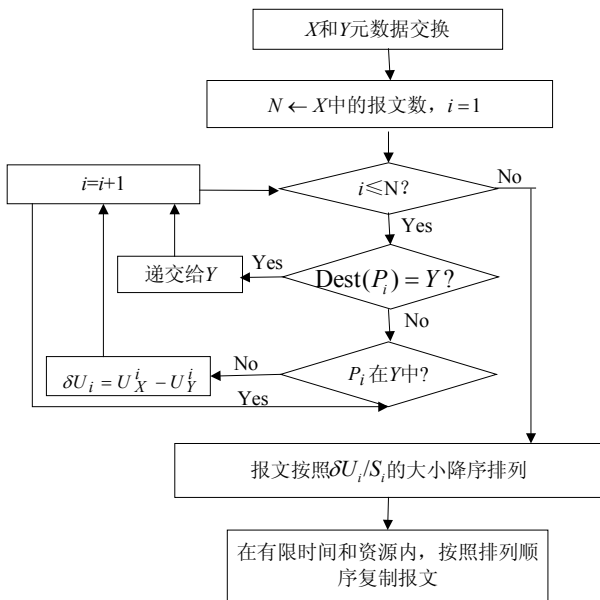 X和Y元数据交换
N ← X中的报文数，i = 1
i=i+1
i≤N？
No
Yes
递交给Y
Yes
Dest(P_i) = Y？
No
δU_i = U_X^i − U_Y^i
No
P_i 在Y中？
Yes
报文按照δU_i/S_i的大小降序排列
在有限时间和资源内，按照排列顺
序复制报文